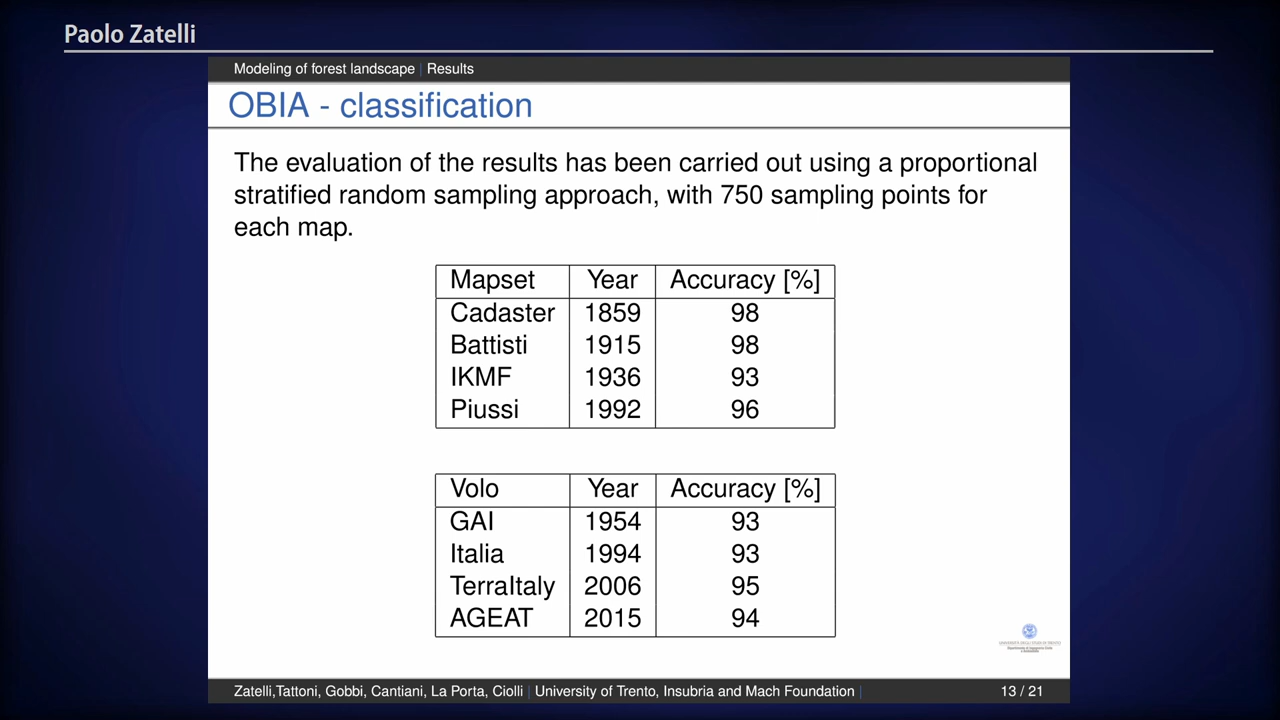 Paolo Zatelli
Modeling of forest landscape | Results
OBIA - classification
The evaluation of the results has been carried out using a proportional
stratified random sampling approach, with 750 sampling points for
each map.
Mapset Year Accuracy [%]
Cadaster 1859 98
Battisti 1915 98
IKMF 1936 93
Piussi 1992 96
Volo Year Accuracy [%]
GAI 1954 93
Italia 1994 93
TerraItaly 2006 95
AGEAT 2015 94
Zatelli,Tattoni, Gobbi, Cantiani, La Porta, Ciolli | University of Trento, Insubria and Mach Foundation | 13 / 21